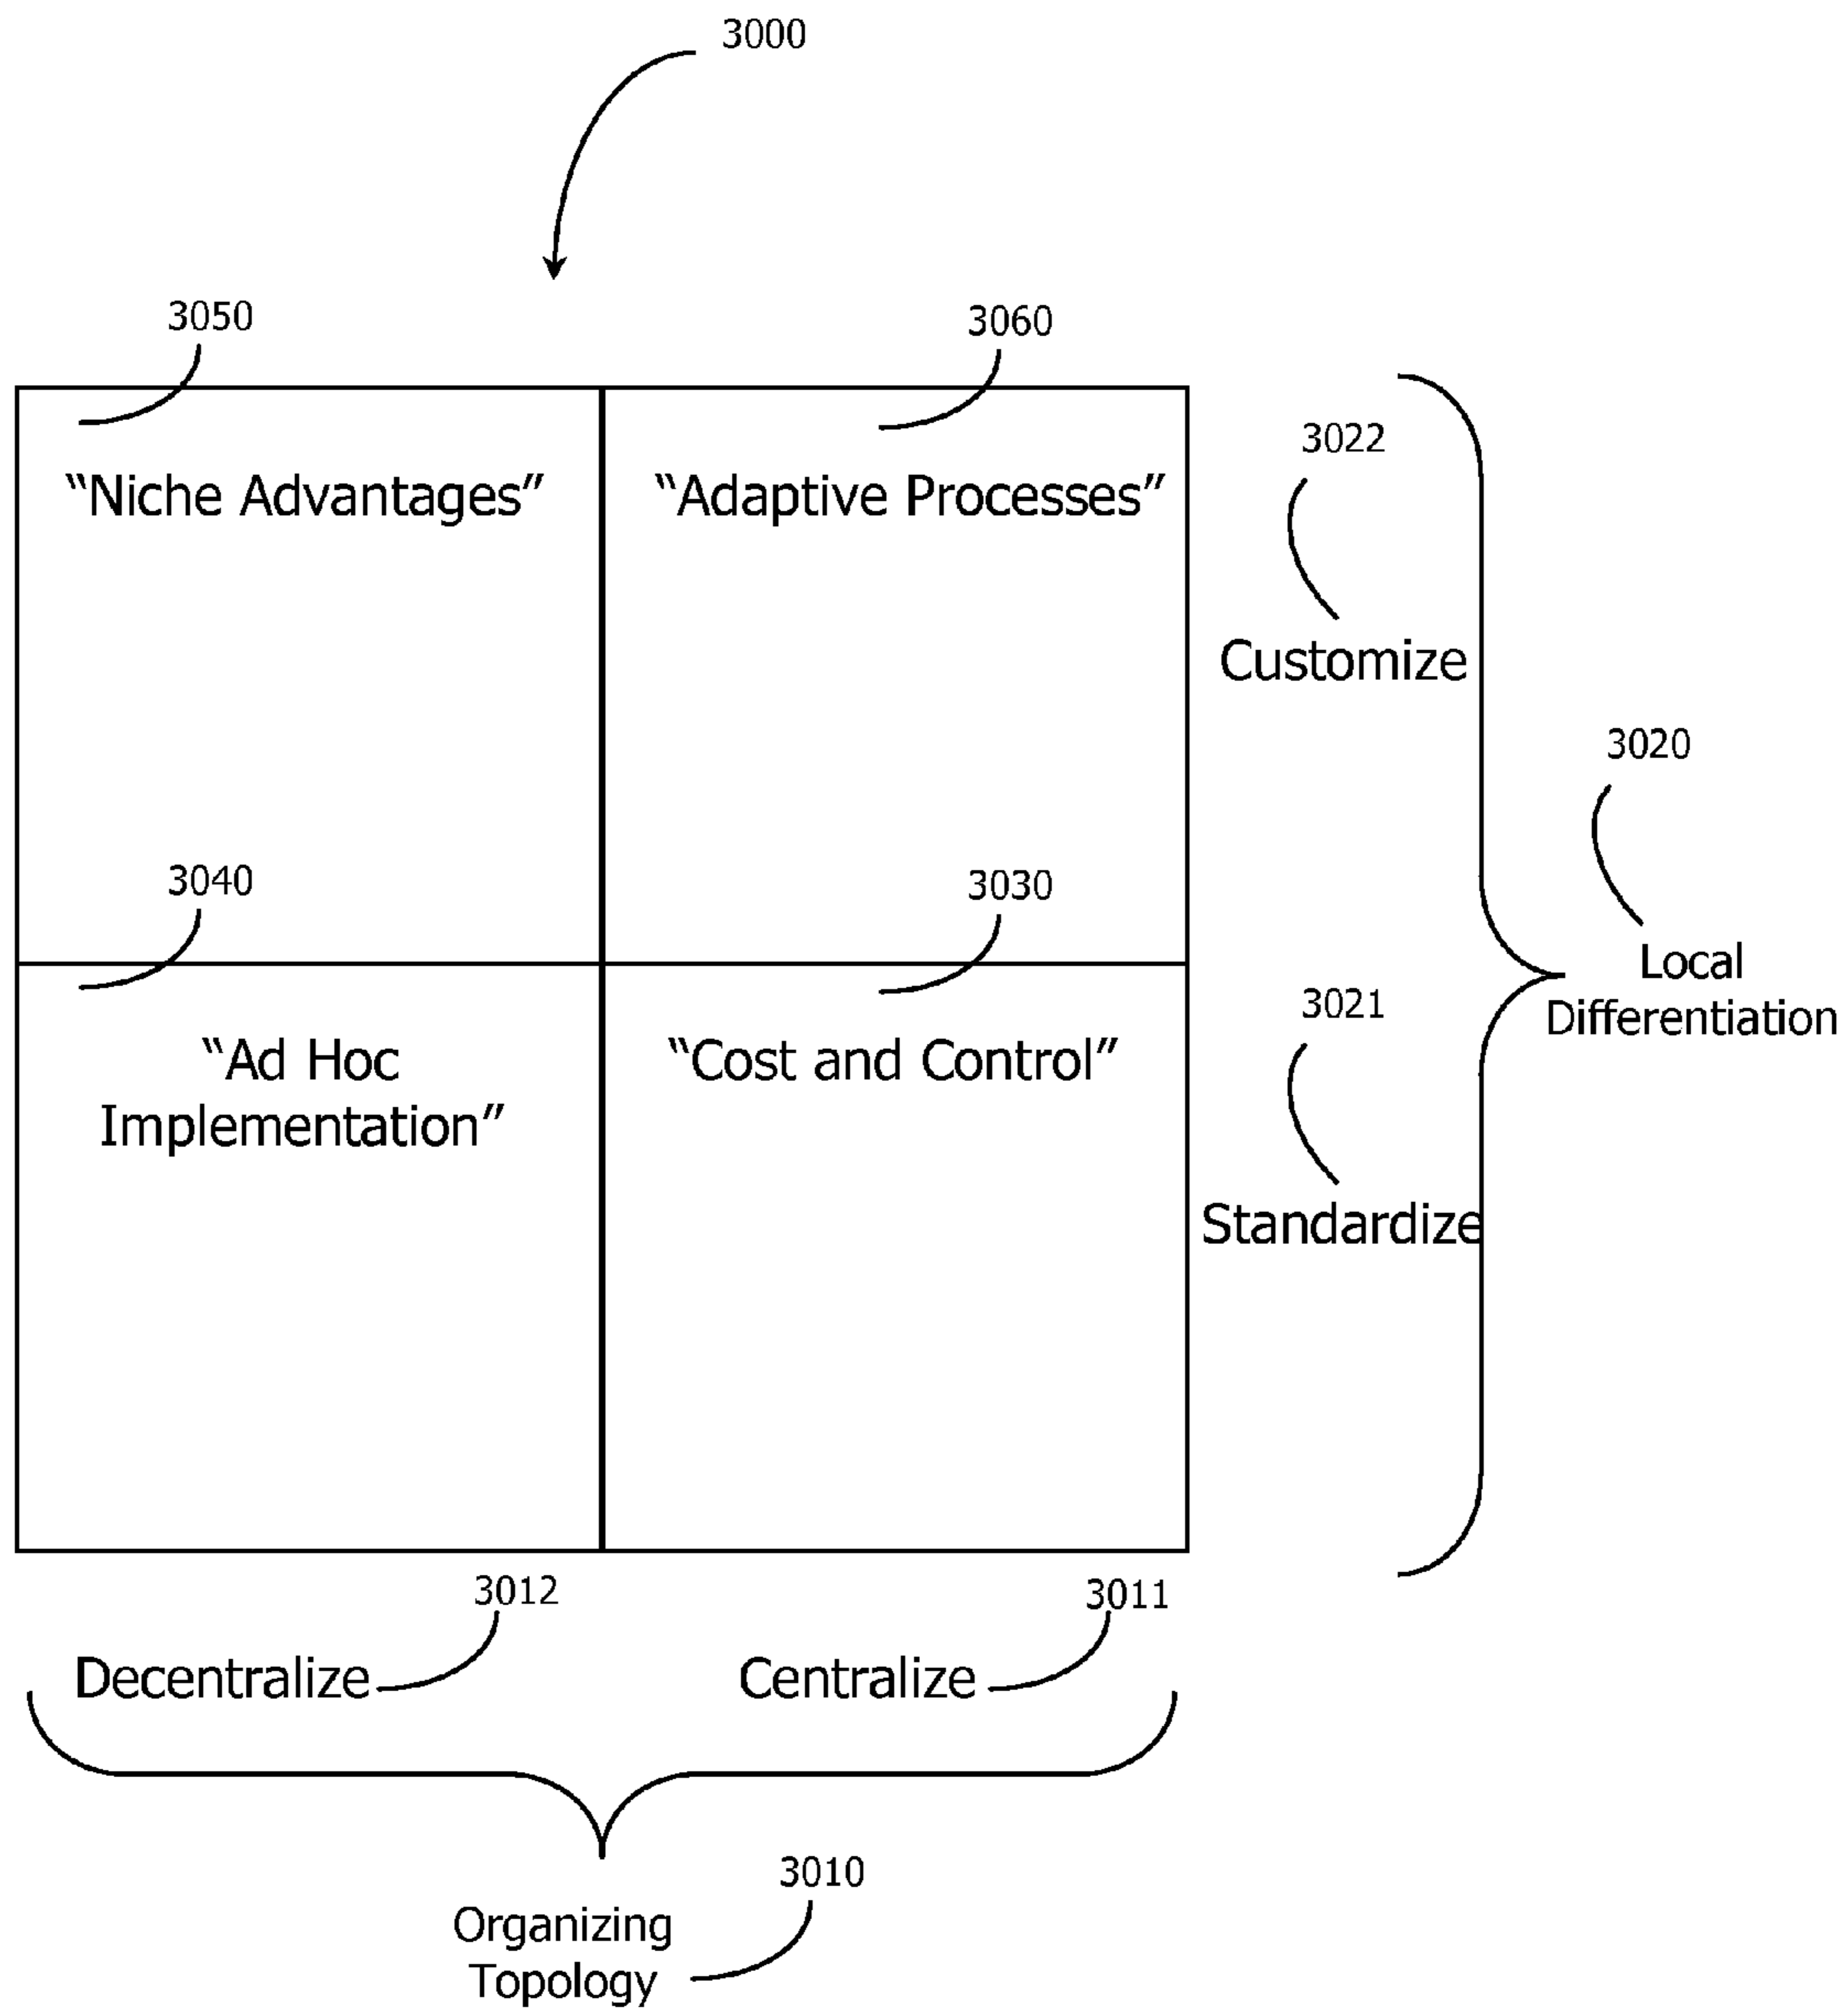 3000
3050
3060
3022
“Niche Advantages”
“Adaptive Processes”
Customize
3020
3040
3030
Local
Differentiation
3021
“Ad Hoc
Implementation”
“Cost and Control”
Standardize
3012
3011
Decentralize
Centralize
3010
Organizing
Topology